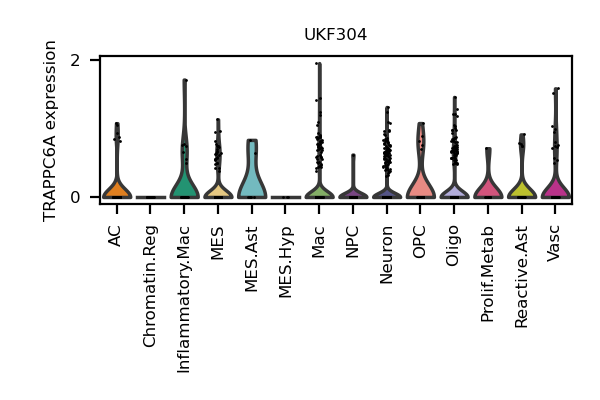 UKF304
TRAPPC6A expression
2
0
AC
Chromatin.Reg
Inflammatory.Mac
MES
MES.Ast
MES.Hyp
Mac
NPC
Neuron
OPC
Oligo
Prolif.Metab
Reactive.Ast
Vasc